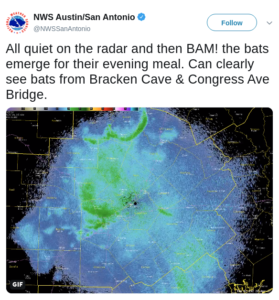 NWS Austin/San Antonio
@NWSSanAntonio
Follow
All quiet on the radar and then BAM! the bats
emerge for their evening meal. Can clearly
see bats from Bracken Cave & Congress Ave
Bridge.
GIF